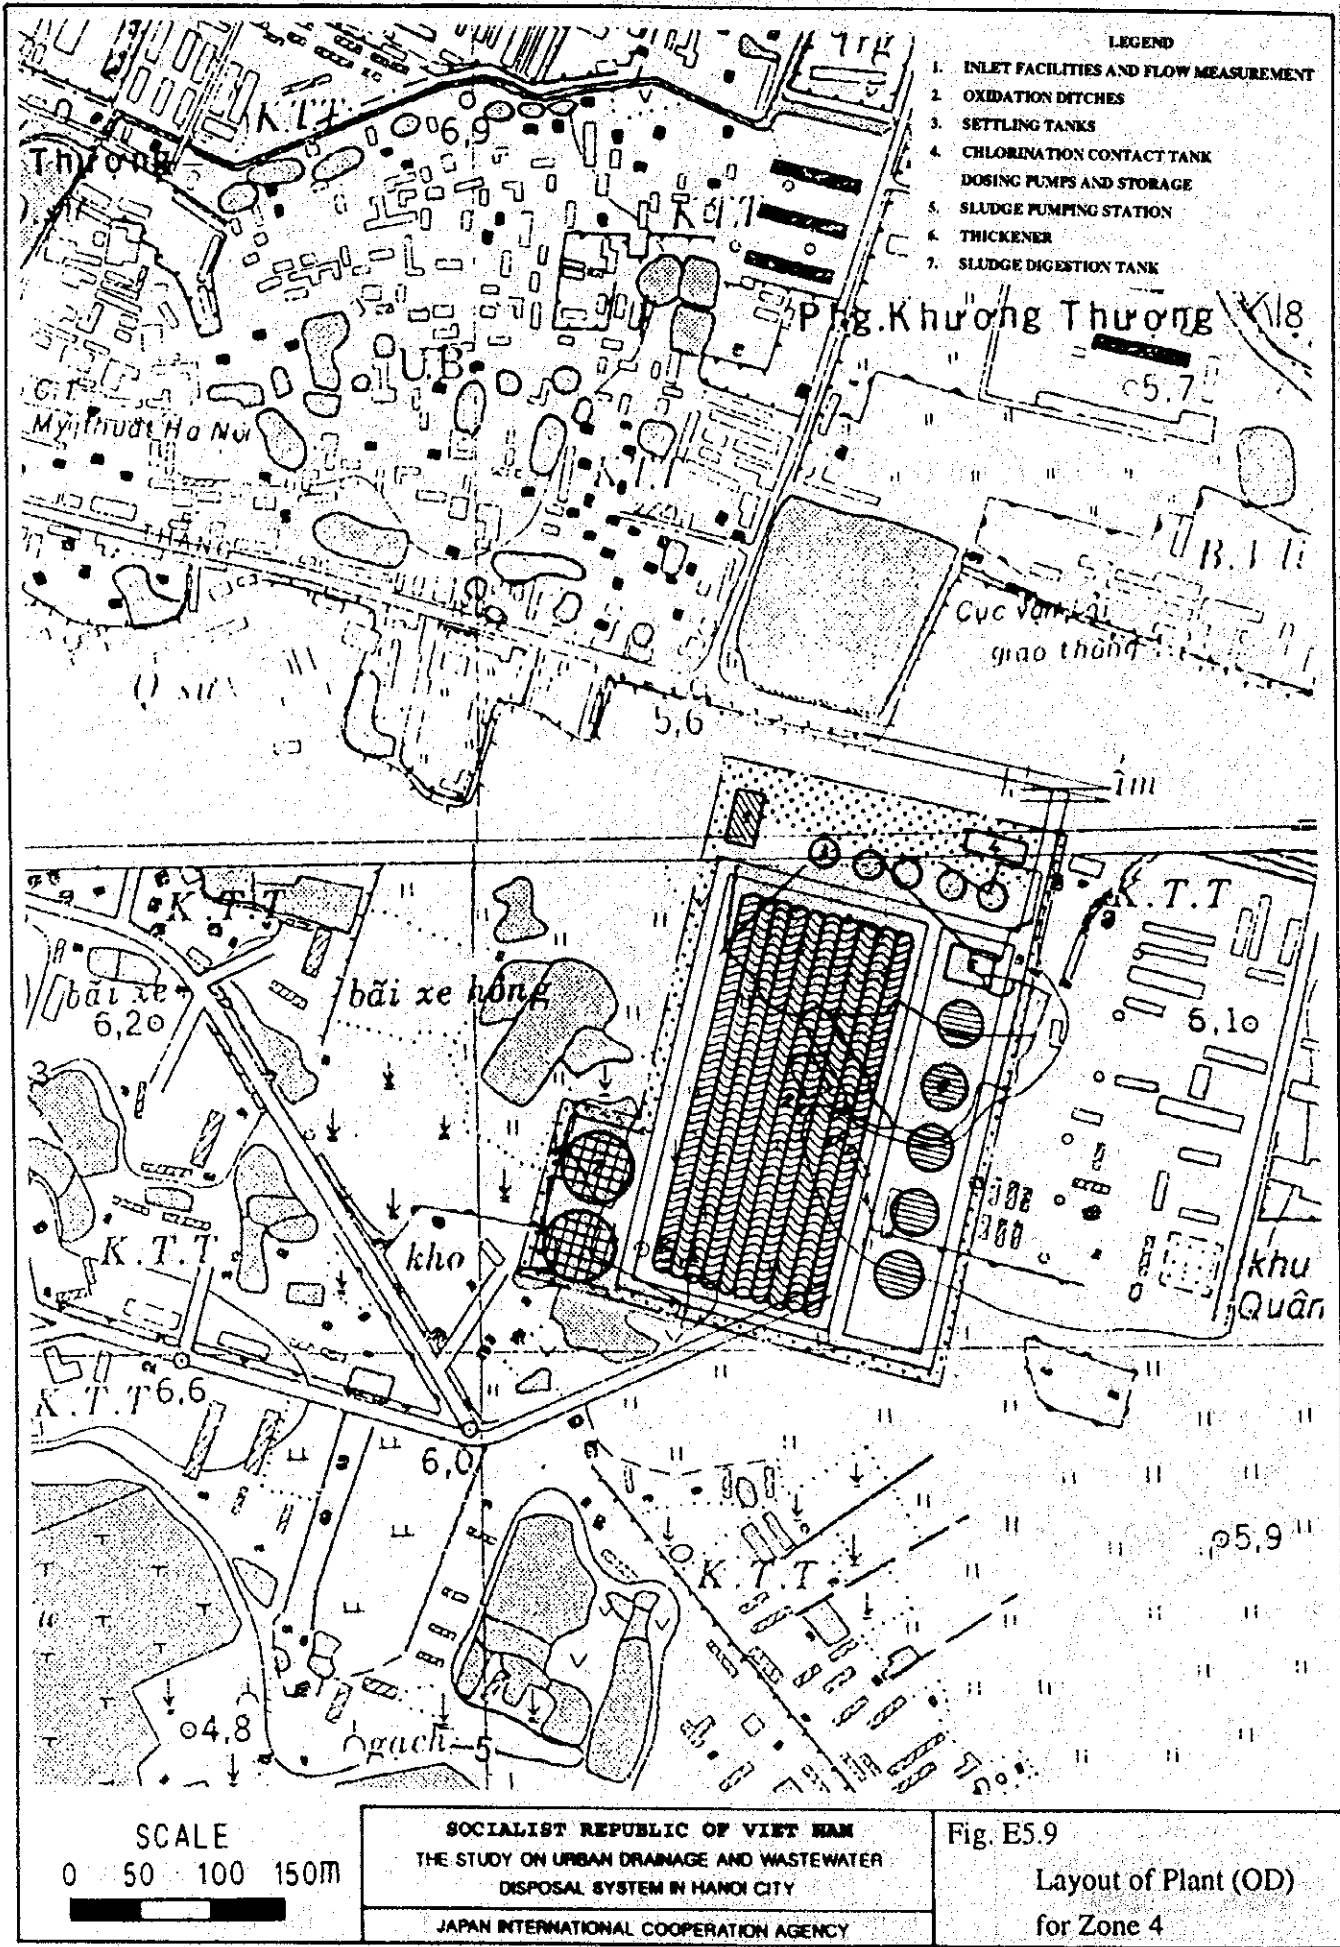 LEGEND
1. INLET FACILITIES AND FLOW MEASUREMENT
2. OXIDATION DITCHES
3. SETTLING TANKS
4. CHLORINATION CONTACT TANK
DOSING PUMPS AND STORAGE
5. SLUDGE PUMPING STATION
6. THICKENER
7. SLUDGE DIGESTION TANK
6,9
Thượng
Phg.Khương Thượng
18
U.B
5.7
Mỹ thuật Hà Nội
THẮNG
giao thông
5,6
K.T.T
K.T.T
bãi xe
6,2
bãi xe hỏng
6,1
3
K.T.T
kho
khu
Quân
K.T.T
6,6
6,0
5,9
K.T.T
4,8
gạch
5
SCALE
0 50 100 150m
SOCIALIST REPUBLIC OF VIET NAM
THE STUDY ON URBAN DRAINAGE AND WASTEWATER
DISPOSAL SYSTEM IN HANOI CITY
JAPAN INTERNATIONAL COOPERATION AGENCY
Fig. E5.9
Layout of Plant (OD)
for Zone 4